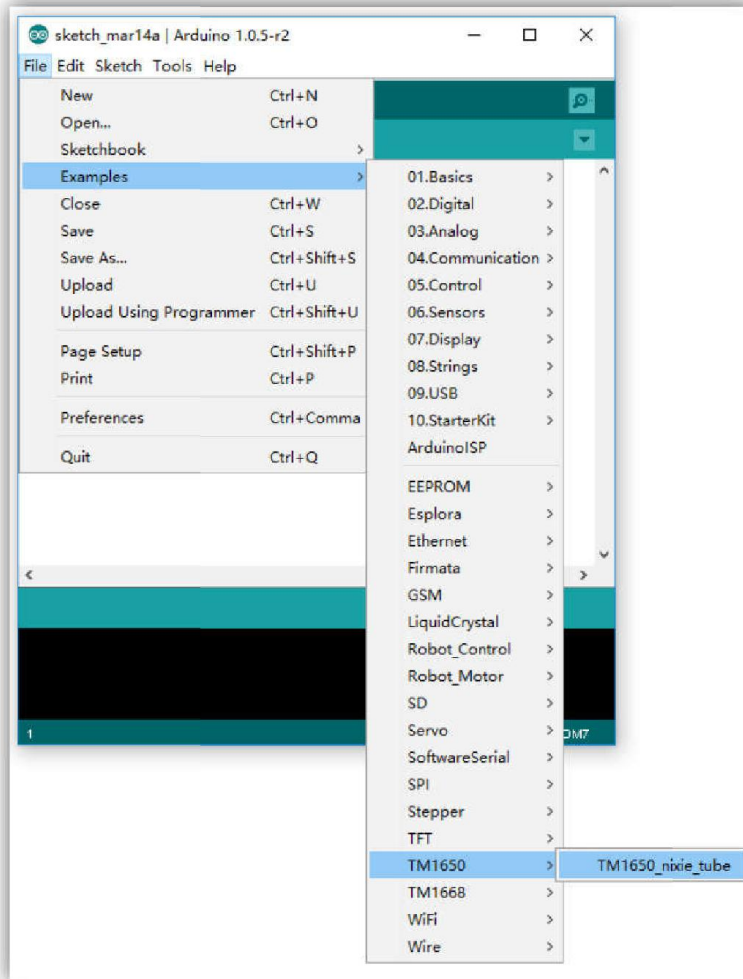 sketch_mar14a | Arduino 1.0.5-r2
File Edit Sketch Tools Help
New Ctrl+N
Open... Ctrl+O
Sketchbook >
Examples >
Close Ctrl+W
Save Ctrl+S
Save As... Ctrl+Shift+S
Upload Ctrl+U
Upload Using Programmer Ctrl+Shift+U
Page Setup Ctrl+Shift+P
Print Ctrl+P
Preferences Ctrl+Comma
Quit Ctrl+Q
01.Basics >
02.Digital >
03.Analog >
04.Communication >
05.Control >
06.Sensors >
07.Display >
08.Strings >
09.USB >
10.StarterKit >
ArduinoISP
EEPROM >
Esplora >
Ethernet >
Firmata >
GSM >
LiquidCrystal >
Robot_Control >
Robot_Motor >
SD >
Servo >
SoftwareSerial >
SPI >
Stepper >
TFT >
TM1650 >
TM1650_nixie_tube
TM1668 >
WiFi >
Wire >
1